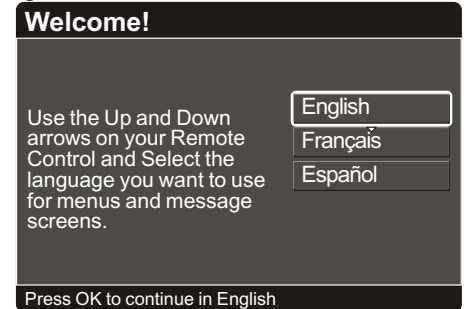 Welcome!
Use the Up and Down
arrows on your Remote
Control and Select the
language you want to use
for menus and message
screens.
English
Français
Español
Press OK to continue in English